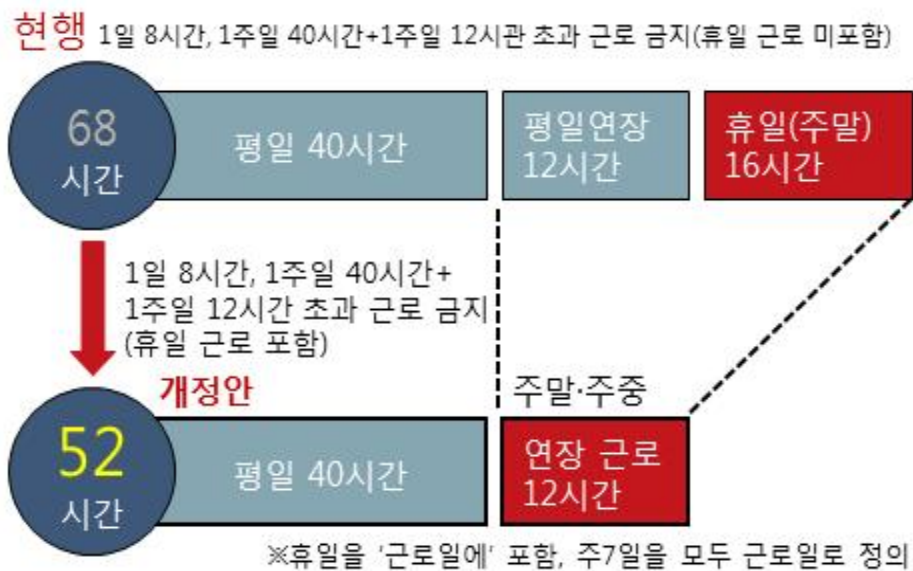 현행 1일 8시간, 1주일 40시간+1주일 12시관 초과 근로 금지(휴일 근로 미포함)
68
시간
평일 40시간
평일연장
12시간
휴일(주말)
16시간
1일 8시간, 1주일 40시간+
1주일 12시간 초과 근로 금지
(휴일 근로 포함)
개정안
주말·주중
52
시간
평일 40시간
연장 근로
12시간
※휴일을 '근로일에' 포함, 주7일을 모두 근로일로 정의